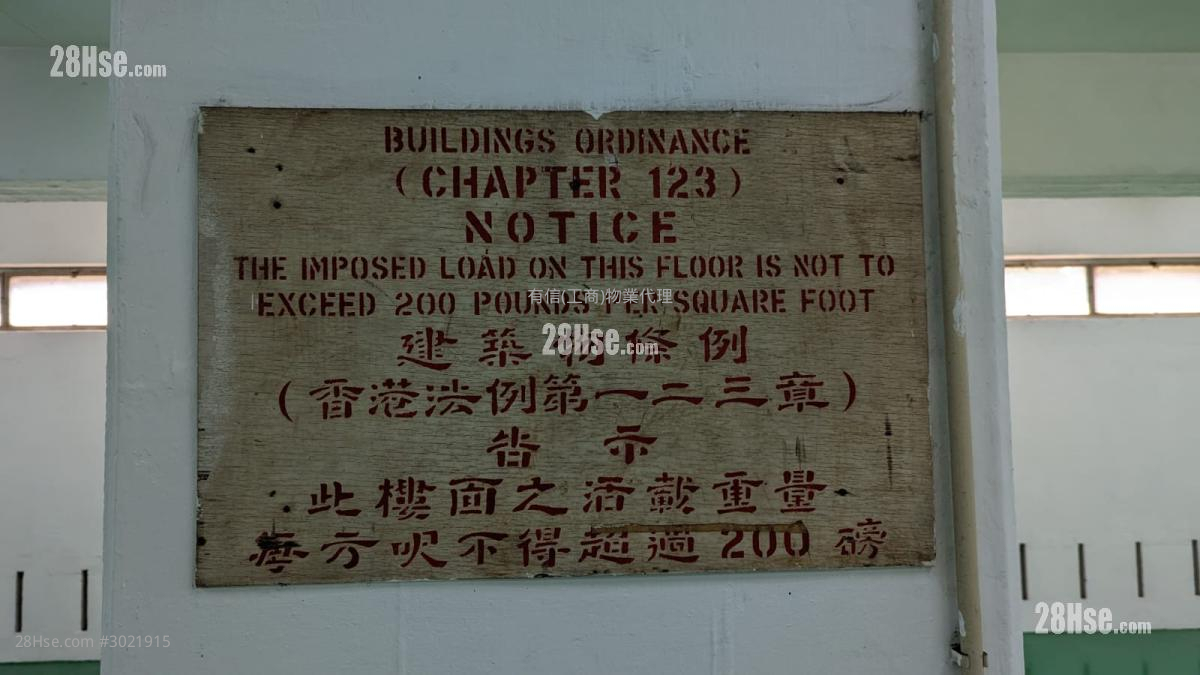 28Hse.com
BUILDINGS ORDINANCE
(CHAPTER 123)
NOTICE
THE IMPOSED LOAD ON THIS FLOOR IS NOT TO
EXCEED 200 POUNDS PER SQUARE FOOT
有信(工商)物業代理
28Hse.com
建築物條例
(香港法例第一二三章)
告示
此樓面之活載重量
每方呎不得超過 200 磅
28Hse.com
28Hse.com #3021915